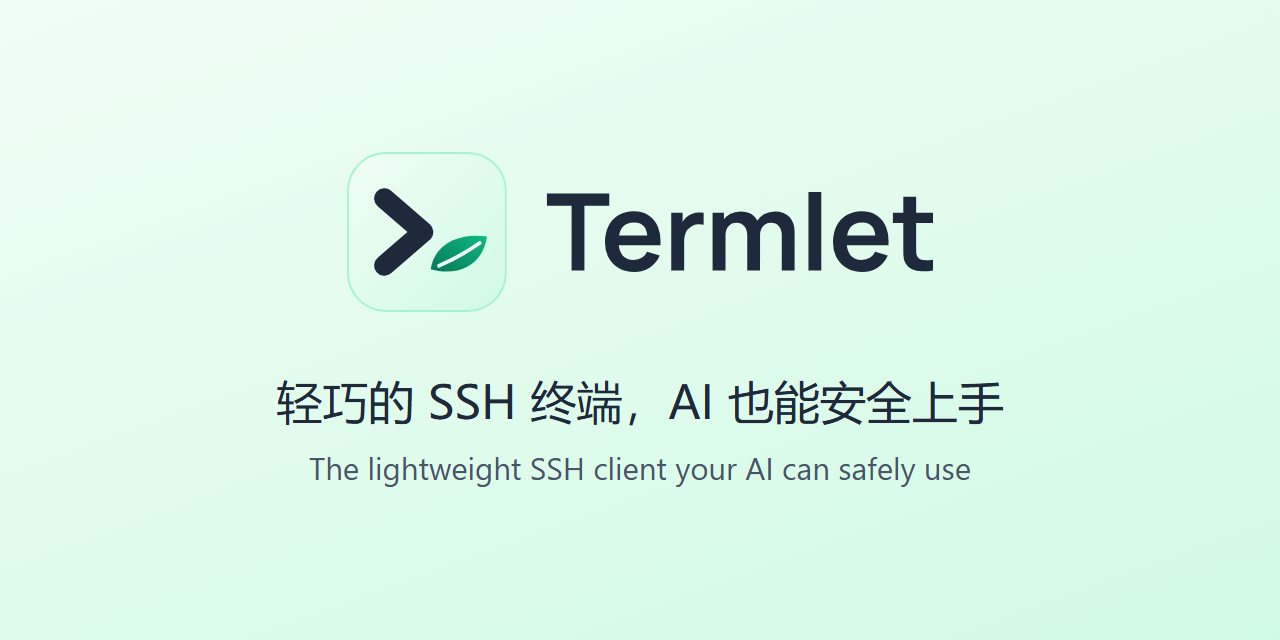 Termlet
轻巧的 SSH 终端，AI 也能安全上手
The lightweight SSH client your AI can safely use